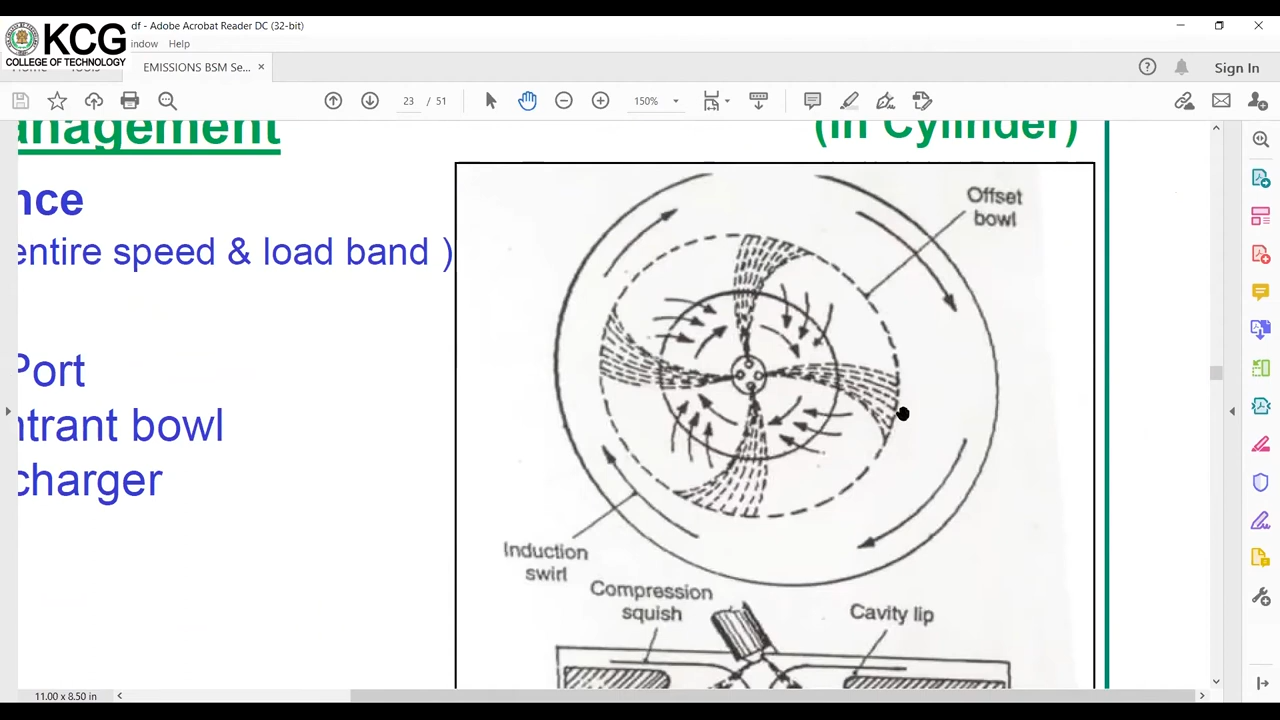 KCG
COLLEGE OF TECHNOLOGY
df - Adobe Acrobat Reader DC (32-bit)
indow Help
EMISSIONS BSM Se... ×
Sign In
23 / 51
150%
anagement
(in Cylinder)
nce
entire speed & load band )
Port
ntrant bowl
charger
Offset
bowl
Induction
swirl
Compression
squish
Cavity lip
11.00 x 8.50 in